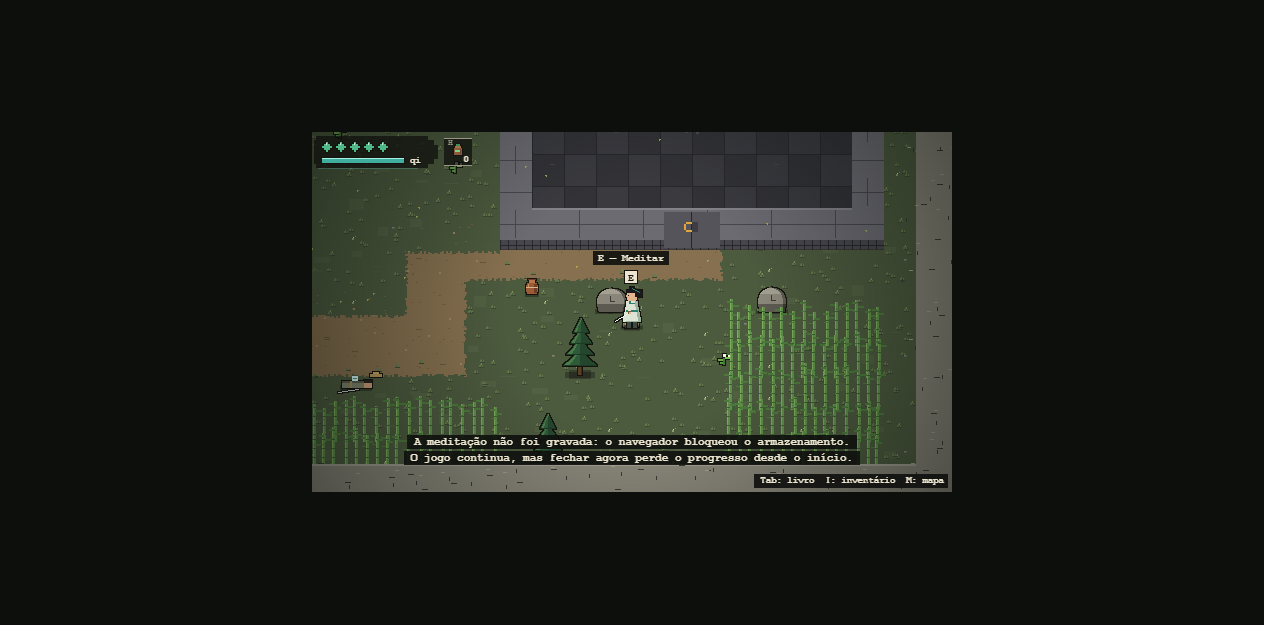 qi
0
E — Meditar
E
A meditação não foi gravada: o navegador bloqueou o armazenamento.
O jogo continua, mas fechar agora perde o progresso desde o início.
Tab: livro I: inventário M: mapa